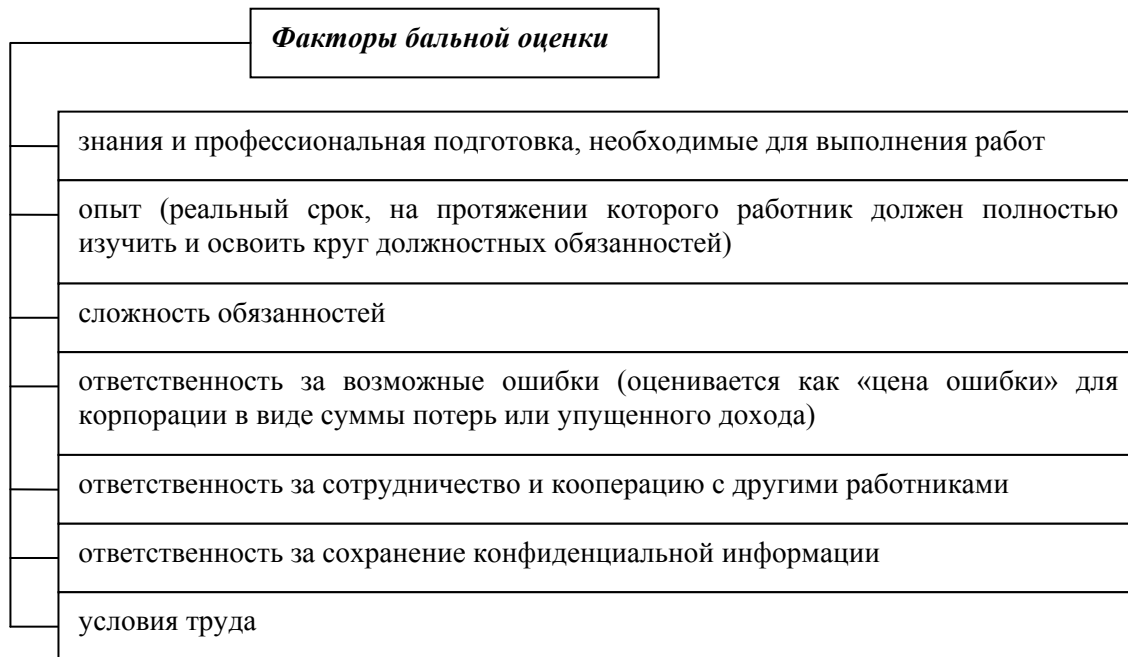 Факторы бальной оценки
знания и профессиональная подготовка, необходимые для выполнения работ
опыт (реальный срок, на протяжении которого работник должен полностью
изучить и освоить круг должностных обязанностей)
сложность обязанностей
ответственность за возможные ошибки (оценивается как «цена ошибки» для
корпорации в виде суммы потерь или упущенного дохода)
ответственность за сотрудничество и кооперацию с другими работниками
ответственность за сохранение конфиденциальной информации
условия труда